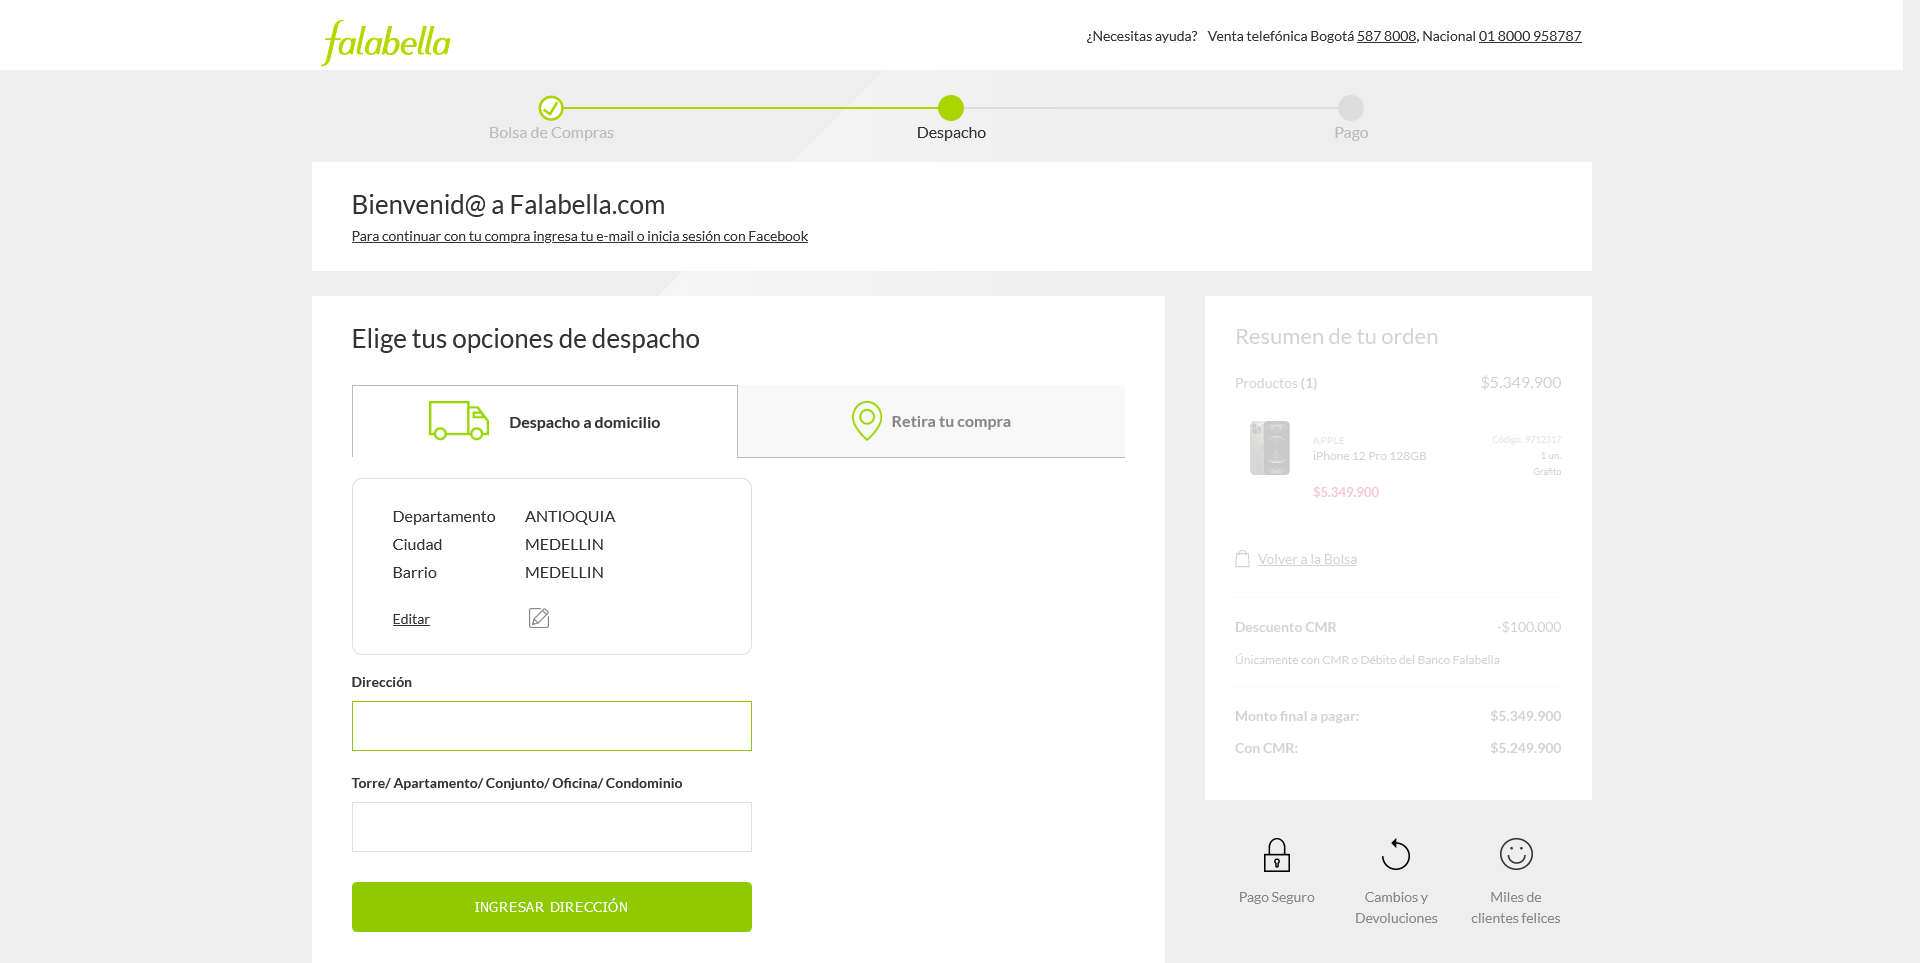 falabella
¿Necesitas ayuda? Venta telefónica Bogotá 587 8008, Nacional 01 8000 958787
Bolsa de Compras
Despacho
Pago
Bienvenid@ a Falabella.com
Para continuar con tu compra ingresa tu e-mail o inicia sesión con Facebook
Elige tus opciones de despacho
Despacho a domicilio
Retira tu compra
Departamento ANTIOQUIA
Ciudad MEDELLIN
Barrio MEDELLIN
Editar
Dirección
Torre/ Apartamento/ Conjunto/ Oficina/ Condominio
INGRESAR DIRECCIÓN
Resumen de tu orden
Productos (1) $5.349.900
APPLE
iPhone 12 Pro 128GB
$5.349.900
Código: 9712317
1 un.
Grafito
Volver a la Bolsa
Descuento CMR -$100.000
Únicamente con CMR o Débito del Banco Falabella
Monto final a pagar: $5.349.900
Con CMR: $5.249.900
Pago Seguro
Cambios y
Devoluciones
Miles de
clientes felices